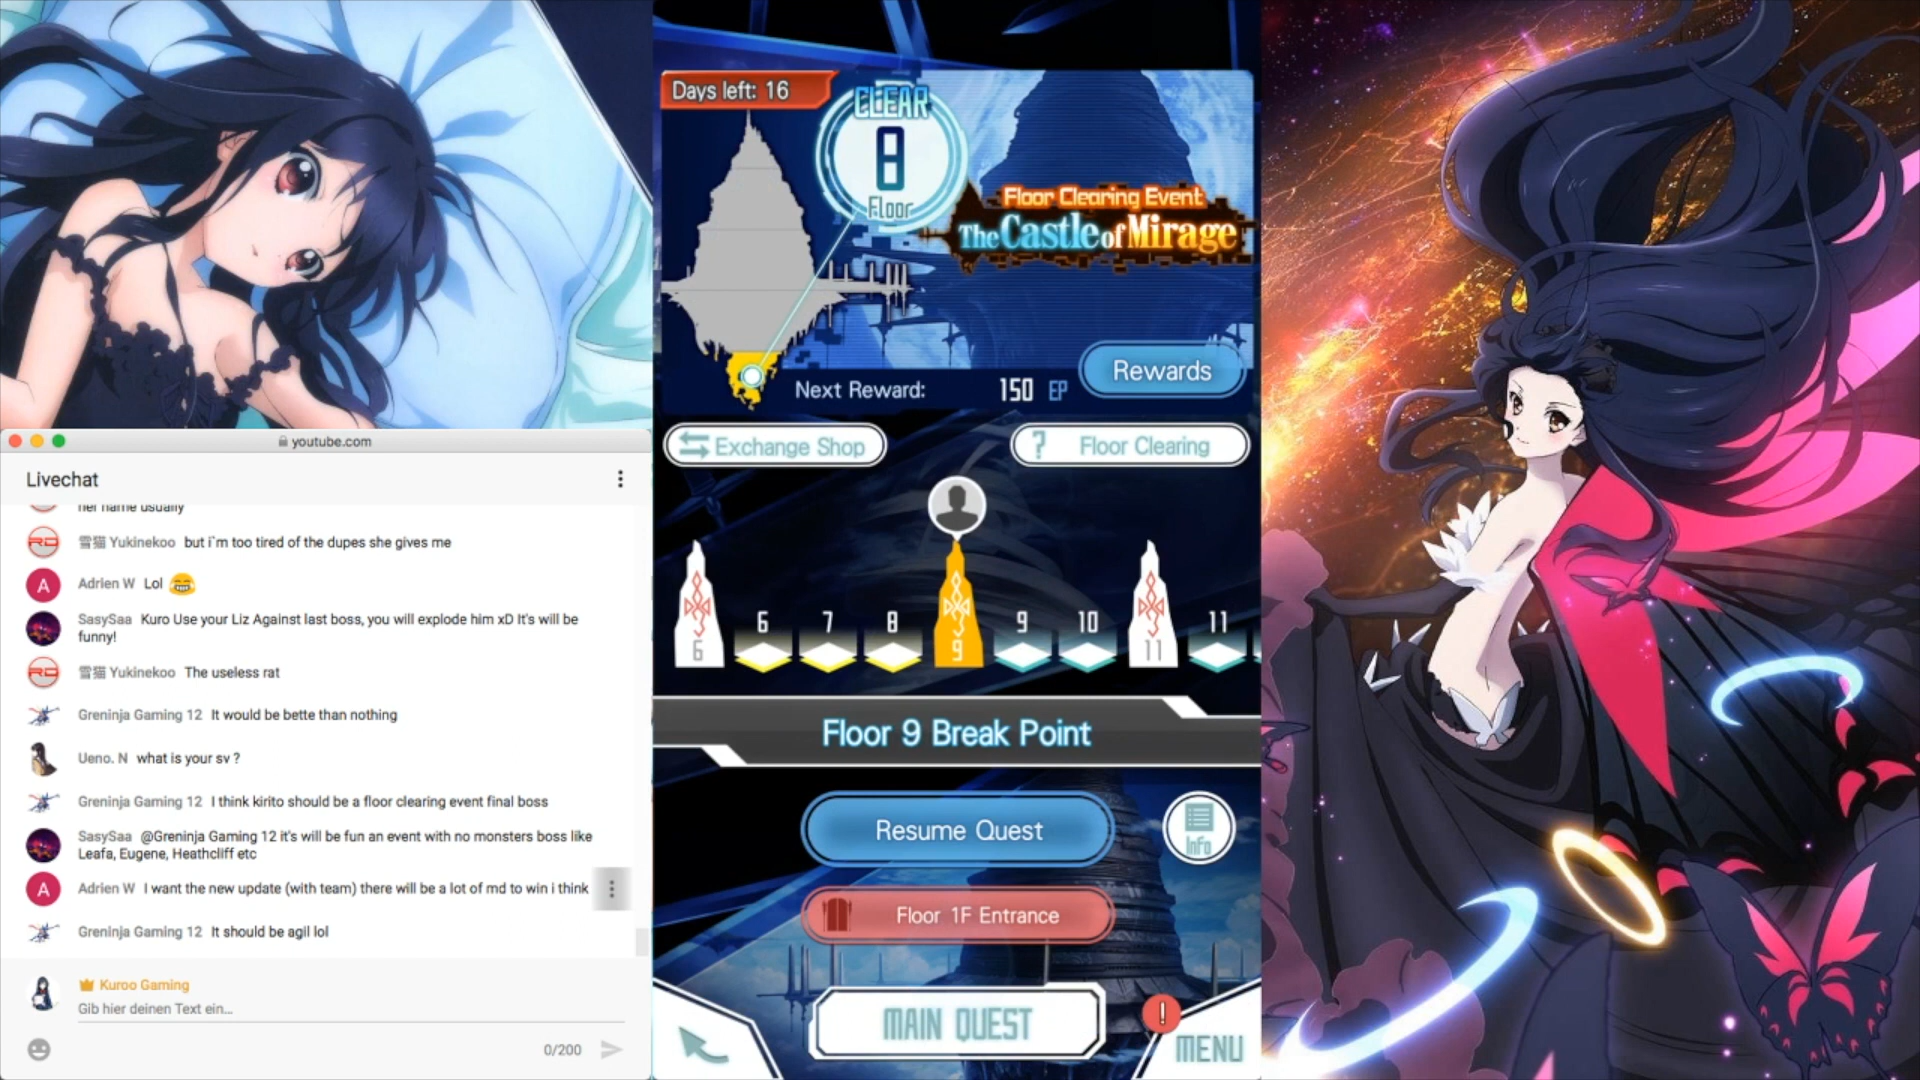 youtube.com
Livechat
her name usually
雪猫 Yukinekoo but i`m too tired of the dupes she gives me
A
Adrien W Lol 😂
SasySaa Kuro Use your Liz Against last boss, you will explode him xD It's will be
funny!
雪猫 Yukinekoo The useless rat
Greninja Gaming 12 It would be bette than nothing
Ueno. N what is your sv ?
Greninja Gaming 12 I think kirito should be a floor clearing event final boss
SasySaa @Greninja Gaming 12 it's will be fun an event with no monsters boss like
Leafa, Eugene, Heathcliff etc
A
Adrien W I want the new update (with team) there will be a lot of md to win i think
Greninja Gaming 12 It should be agil lol
Kuroo Gaming
Gib hier deinen Text ein...
0/200
Days left: 16
CLEAR
8
Floor
Floor Clearing Event
The Castle of Mirage
Next Reward: 150 EP
Rewards
Exchange Shop
? Floor Clearing
6 7 8 9 10 11
6 9 11
Floor 9 Break Point
Resume Quest
Info
Floor 1F Entrance
MAIN QUEST
!
MENU